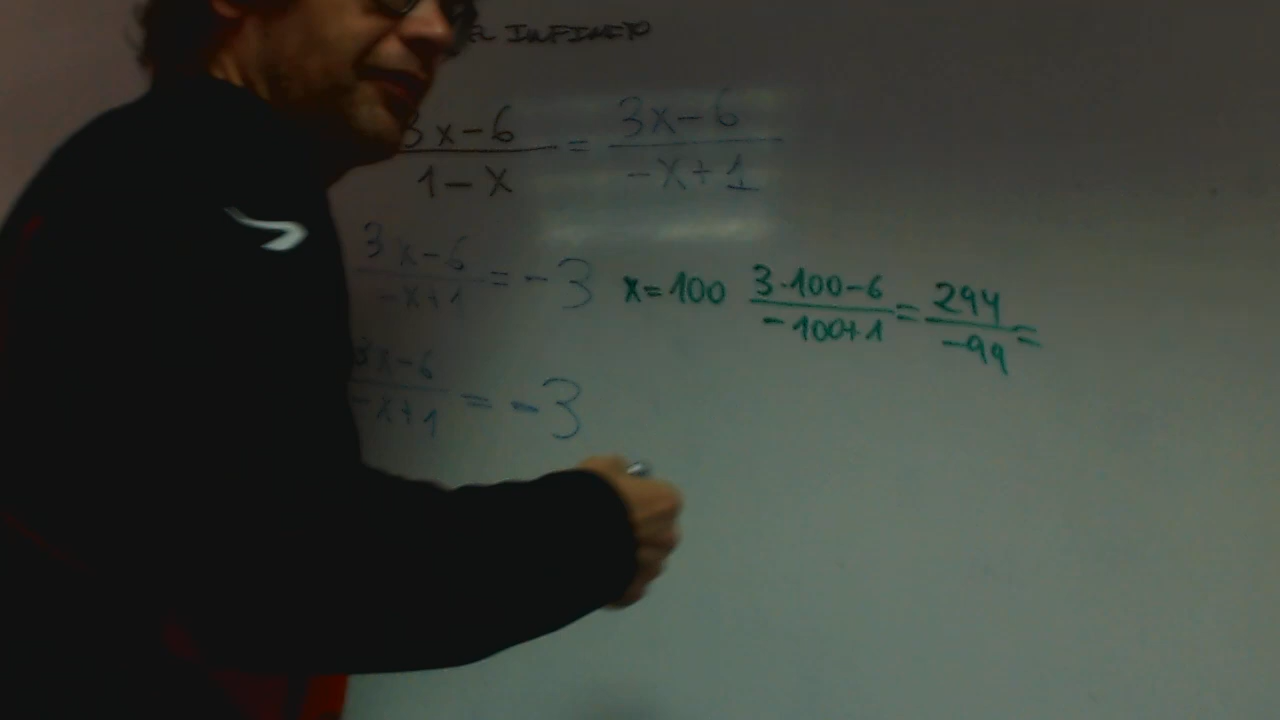 INFINITO
3x-6/1-x = 3x-6/-x+1
3x-6/-x+1 = -3 x=100 3·100-6/-100+1 = 294/-99 =
3x-6/-x+1 = -3